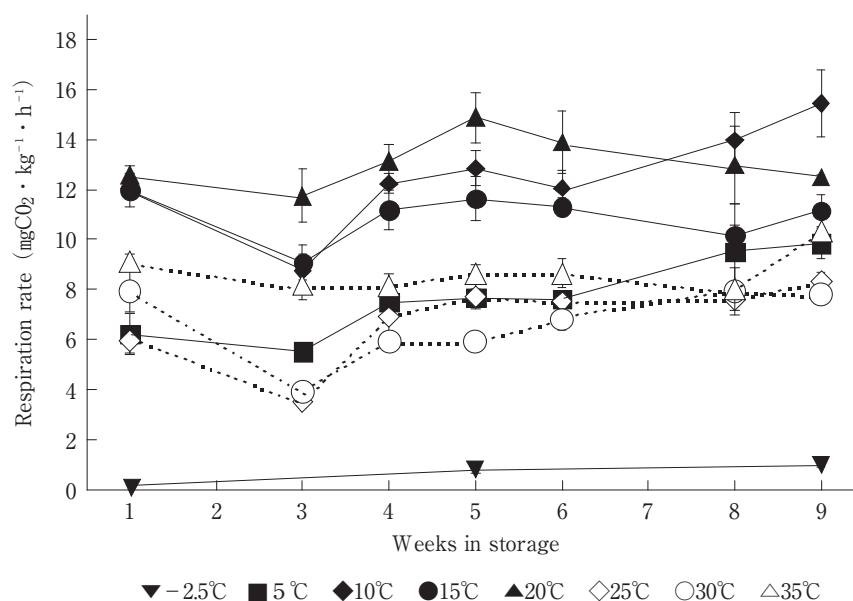 18
16
14
12
10
8
6
4
2
0
Respiration rate (mgCO₂・kg⁻¹・h⁻¹)
1 2 3 4 5 6 7 8 9
Weeks in storage
−2.5℃ 5℃ 10℃ 15℃ 20℃ 25℃ 30℃ 35℃